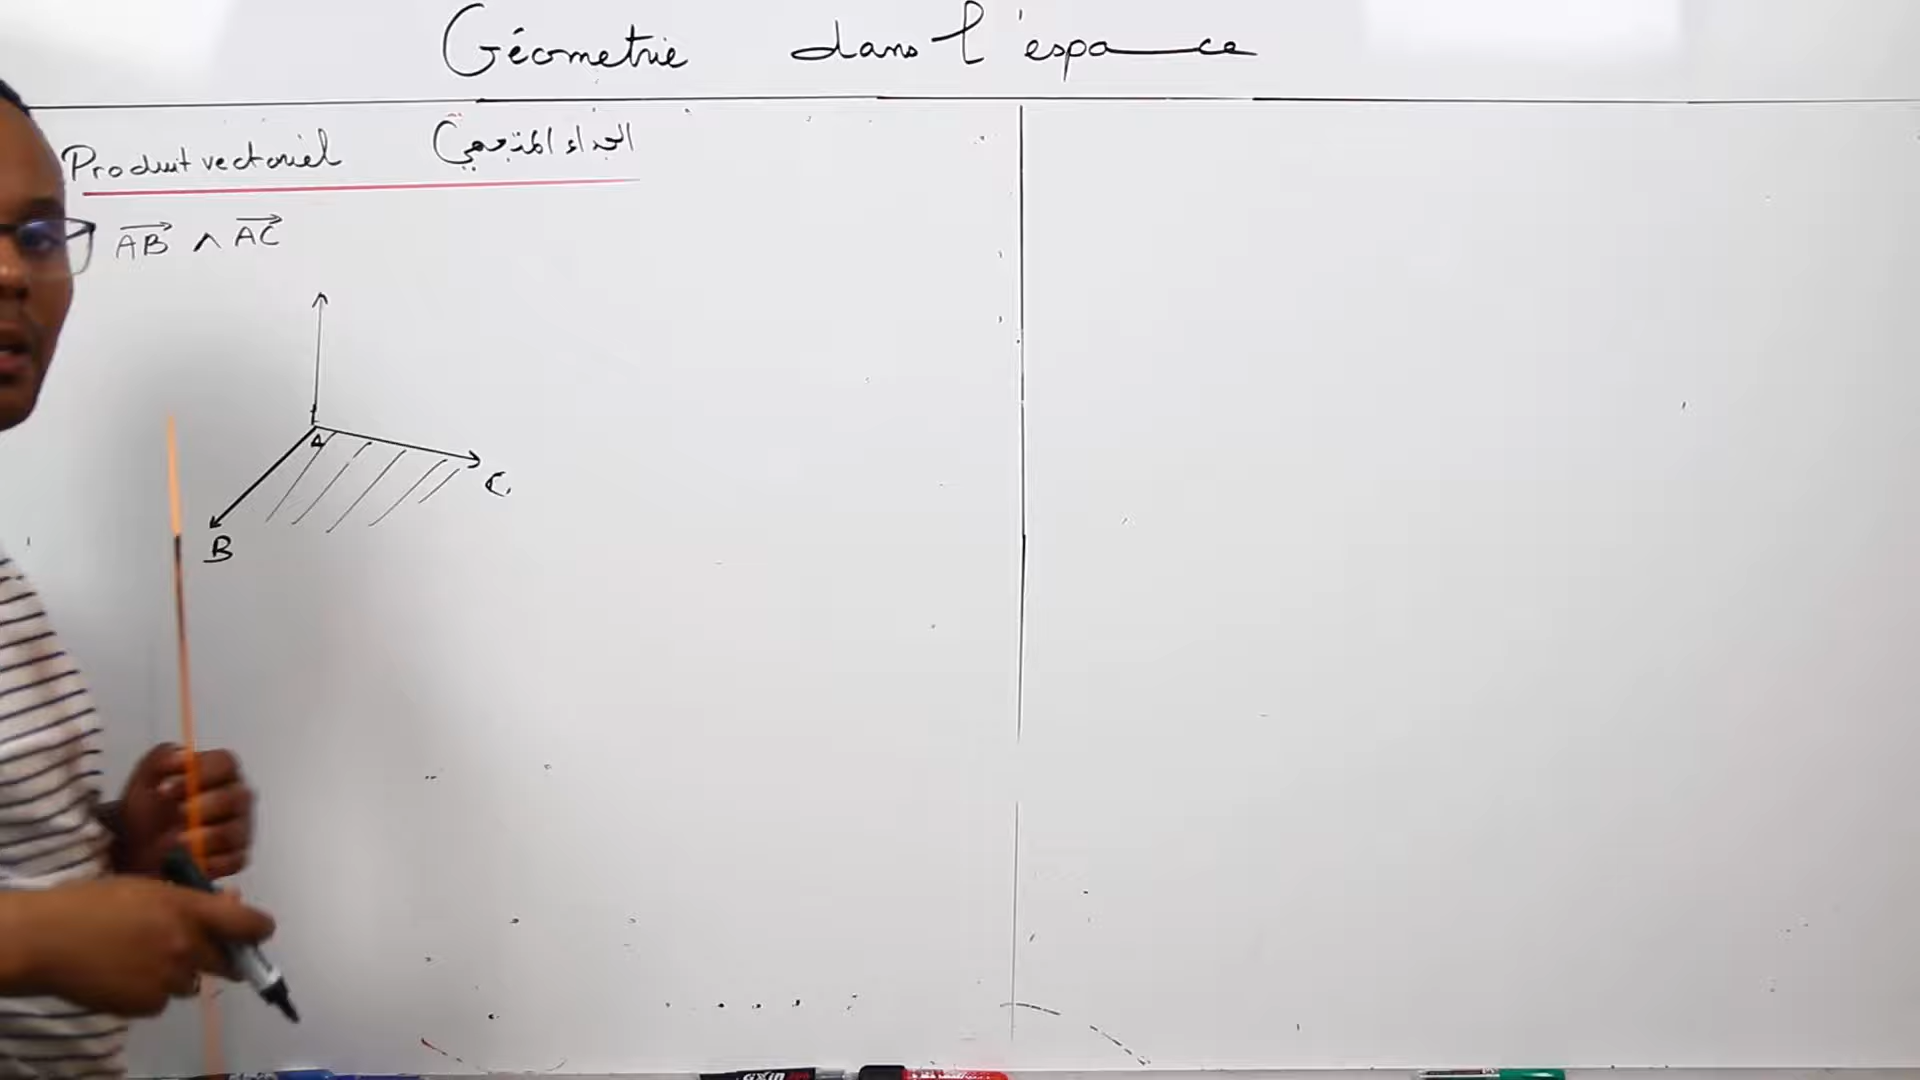 Géometrie dans l'espace
Produit vectoriel الجداء المتجهي
AB ∧ AC
A
C
B